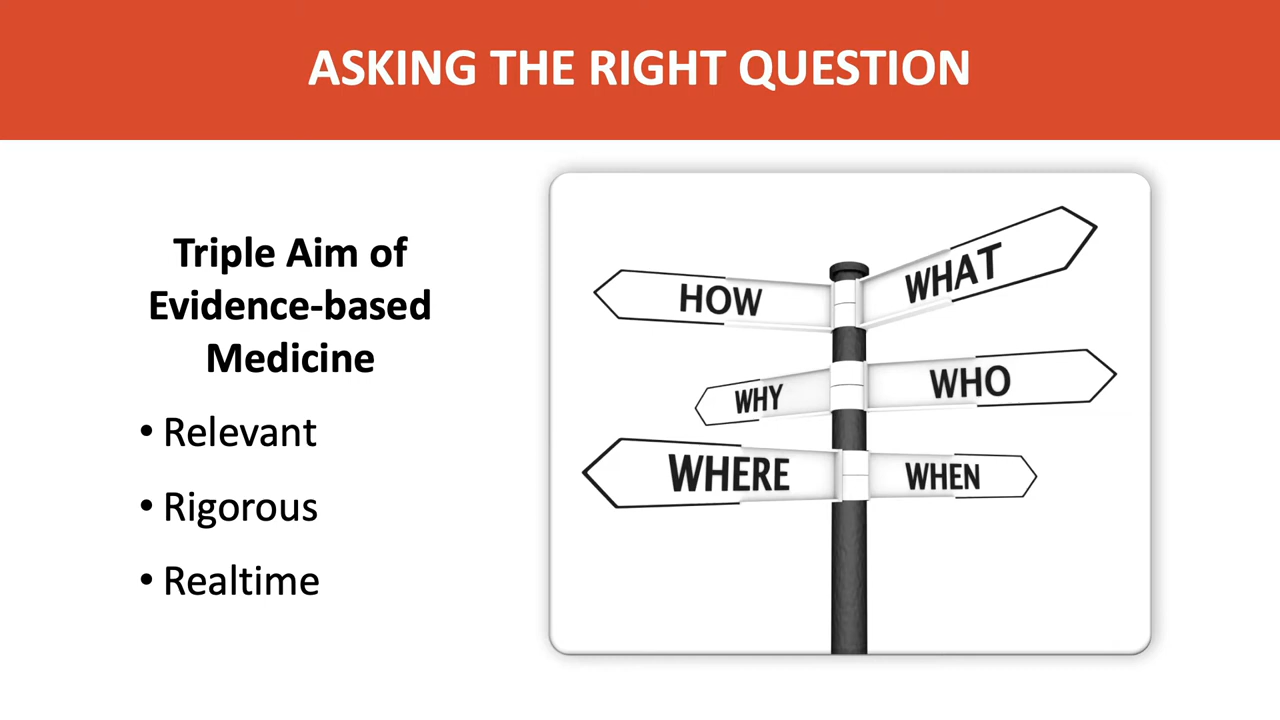 ASKING THE RIGHT QUESTION
Triple Aim of
Evidence-based
Medicine
• Relevant
• Rigorous
• Realtime
HOW
WHAT
WHY
WHO
WHERE
WHEN